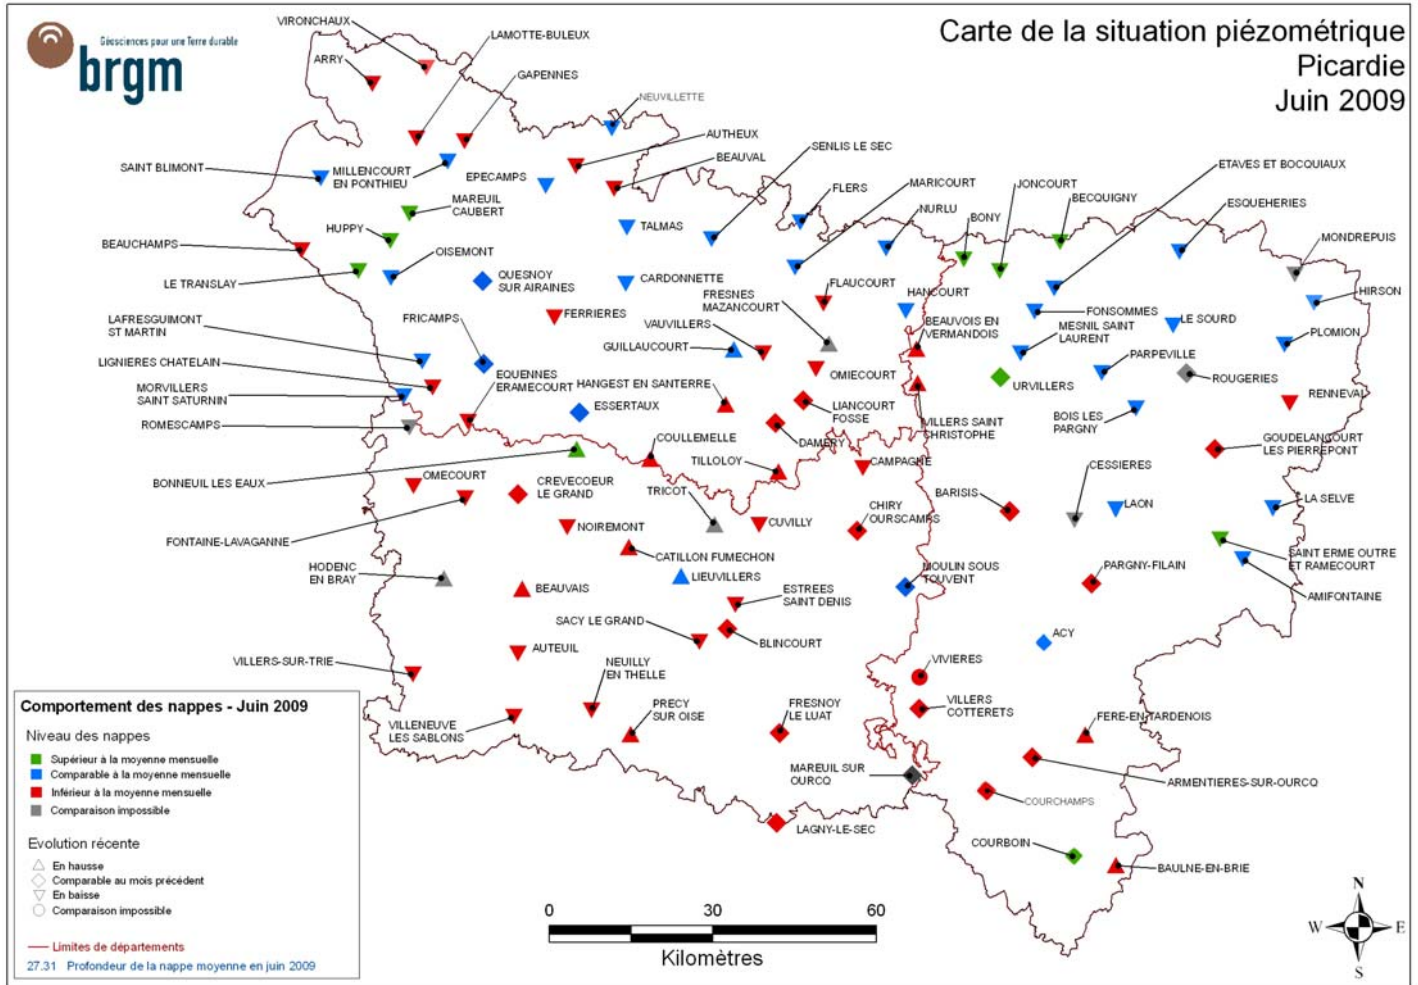 Géosciences pour une Terre durable
brgm
Carte de la situation piézométrique
Picardie
Juin 2009
VIRONCHAUX
LAMOTTE-BULEUX
ARRY
GAPENNES
NEUVILLETTE
AUTHEUX
BEAUVAL
SENLIS LE SEC
ETAVES ET BOCQUIAUX
SAINT BLIMONT
MILLENCOURT
EN PONTHIEU
EPECAMPS
FLERS
MARICOURT
JONCOURT
BECQUIGNY
ESQUEHERIES
MAREUIL
CAUBERT
NURLU
BONY
HUPPY
TALMAS
MONDREPUIS
BEAUCHAMPS
OISEMONT
LE TRANSLAY
QUESNOY
SUR AIRAINES
CARDONNETTE
FRESNES
MAZANCOURT
FLAUCOURT
HANCOURT
HIRSON
LAFRESGUIMONT
ST MARTIN
FRICAMPS
FERRIERES
VAUVILLERS
BEAUVOIS EN
VERMANDOIS
FONSOMMES
LE SOURD
MESNIL SAINT
LAURENT
PLOMION
GUILLAUCOURT
PARPEVILLE
LIGNIERES CHATELAIN
EQUENNES
ERAMECOURT
HANGEST EN SANTERRE
OMIECOURT
URVILLERS
ROUGERIES
MORVILLERS
SAINT SATURNIN
ESSERTAUX
LIANCOURT
FOSSE
RENNEVAL
BOIS LES
PARGNY
ROMESCAMPS
VILLERS SAINT
CHRISTOPHE
DAMERY
COULLEMELLE
GOUDELANCOURT
LES PIERREPONT
TILLOLOY
CAMPAGNE
CESSIERES
BONNEUIL LES EAUX
OMECOURT
CREVECOEUR
LE GRAND
TRICOT
BARISIS
LA SELVE
LAON
CHIRY
OURSCAMPS
CUVILLY
NOIREMONT
FONTAINE-LAVAGANNE
CATILLON FUMECHON
SAINT ERME OUTRE
ET RAMECOURT
HODENC
EN BRAY
LIEUVILLERS
MOULIN SOUS
TOUVENT
PARGNY-FILAIN
BEAUVAIS
ESTREES
SAINT DENIS
AMIFONTAINE
SACY LE GRAND
BLINCOURT
ACY
AUTEUIL
VILLERS-SUR-TRIE
NEUILLY
EN THELLE
VIVIERES
VILLERS
COTTERETS
PRECY
SUR OISE
FRESNOY
LE LUAT
FERE-EN-TARDENOIS
VILLENEUVE
LES SABLONS
MAREUIL SUR
OURCQ
ARMENTIERES-SUR-OURCQ
COURCHAMPS
LAGNY-LE-SEC
COURBOIN
BAULNE-EN-BRIE
Comportement des nappes - Juin 2009
Niveau des nappes
Supérieur à la moyenne mensuelle
Comparable à la moyenne mensuelle
Inférieur à la moyenne mensuelle
Comparaison impossible
Evolution récente
En hausse
Comparable au mois précédent
En baisse
Comparaison impossible
Limites de départements
27.31 Profondeur de la nappe moyenne en juin 2009
0 30 60
Kilomètres
N
W E
S